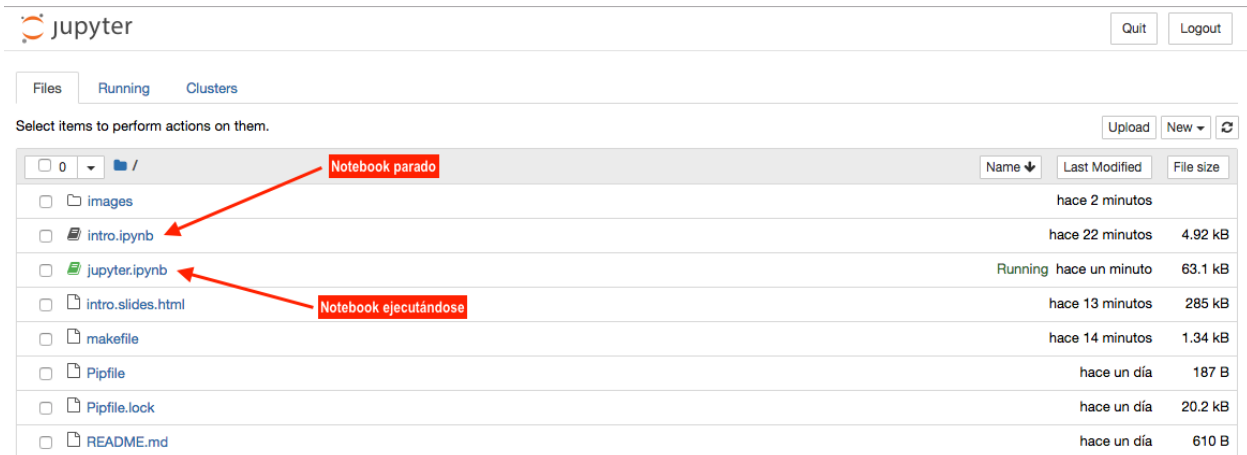 jupyter Quit Logout
Files Running Clusters
Select items to perform actions on them. Upload New
0 / Notebook parado Name Last Modified File size
images hace 2 minutos
intro.ipynb hace 22 minutos 4.92 kB
jupyter.ipynb Running hace un minuto 63.1 kB
intro.slides.html Notebook ejecutándose hace 13 minutos 285 kB
makefile hace 14 minutos 1.34 kB
Pipfile hace un día 187 B
Pipfile.lock hace un día 20.2 kB
README.md hace un día 610 B